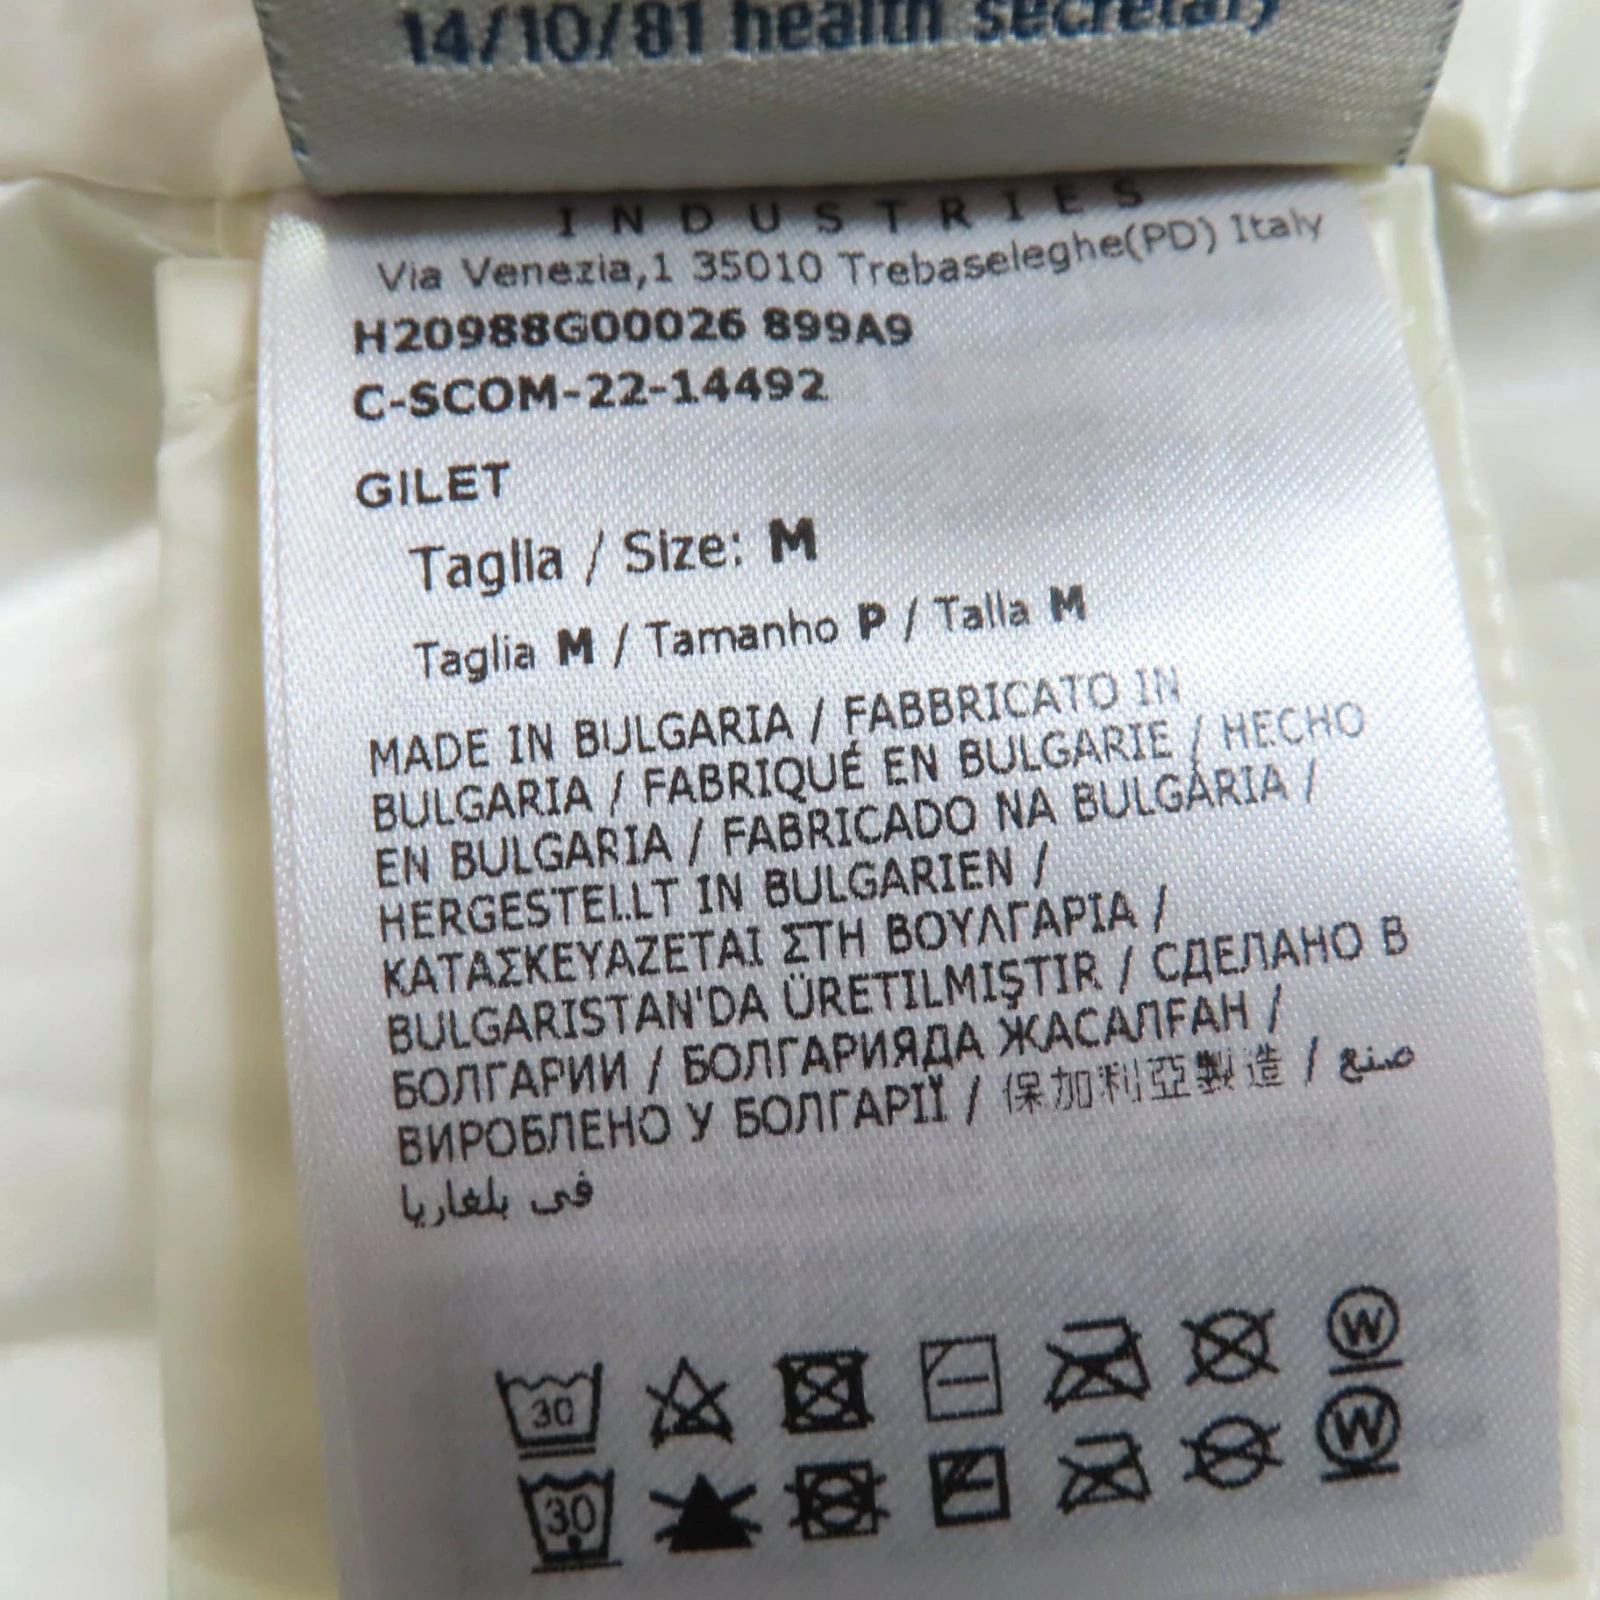 14/10/81 health secretary
INDUSTRIES
Via Venezia,1 35010 Trebaseleghe(PD) Italy
H20988G00026 899A9
C-SCOM-22-14492
GILET
Taglia / Size: M
Taglia M / Tamanho P / Talla M
MADE IN BULGARIA / FABBRICATO IN
BULGARIA / FABRIQUÉ EN BULGARIE / HECHO
EN BULGARIA / FABRICADO NA BULGÁRIA /
HERGESTELLT IN BULGARIEN /
ΚΑΤΑΣΚΕΥΑΖΕΤΑΙ ΣΤΗ ΒΟΥΛΓΑΡΙΑ /
BULGARISTAN'DA ÜRETILMIŞTIR / СДЕЛАНО В
БОЛГАРИИ / БОЛГАРИЯДА ЖАСАЛҒАН /
ВИРОБЛЕНО У БОЛГАРІЇ / 保加利亞製造 / صنع
فى بلغاريا
30 W
30 W